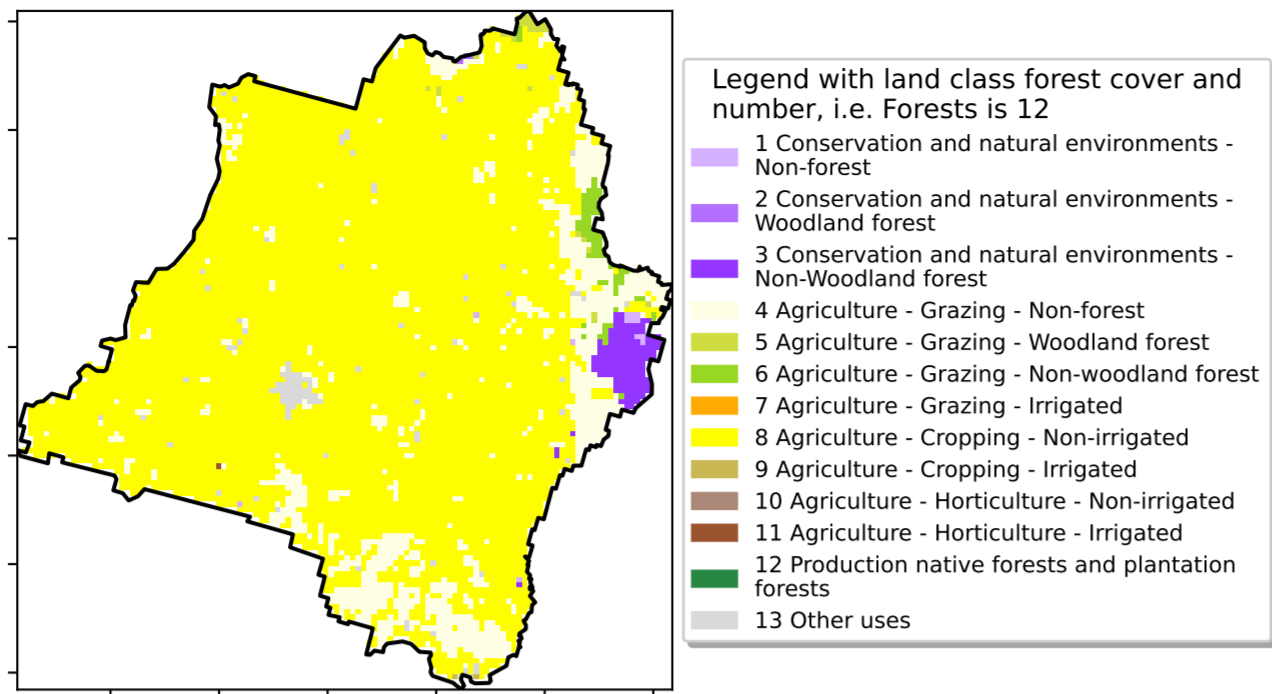 Legend with land class forest cover and
number, i.e. Forests is 12
1 Conservation and natural environments -
Non-forest
2 Conservation and natural environments -
Woodland forest
3 Conservation and natural environments -
Non-Woodland forest
4 Agriculture - Grazing - Non-forest
5 Agriculture - Grazing - Woodland forest
6 Agriculture - Grazing - Non-woodland forest
7 Agriculture - Grazing - Irrigated
8 Agriculture - Cropping - Non-irrigated
9 Agriculture - Cropping - Irrigated
10 Agriculture - Horticulture - Non-irrigated
11 Agriculture - Horticulture - Irrigated
12 Production native forests and plantation
forests
13 Other uses